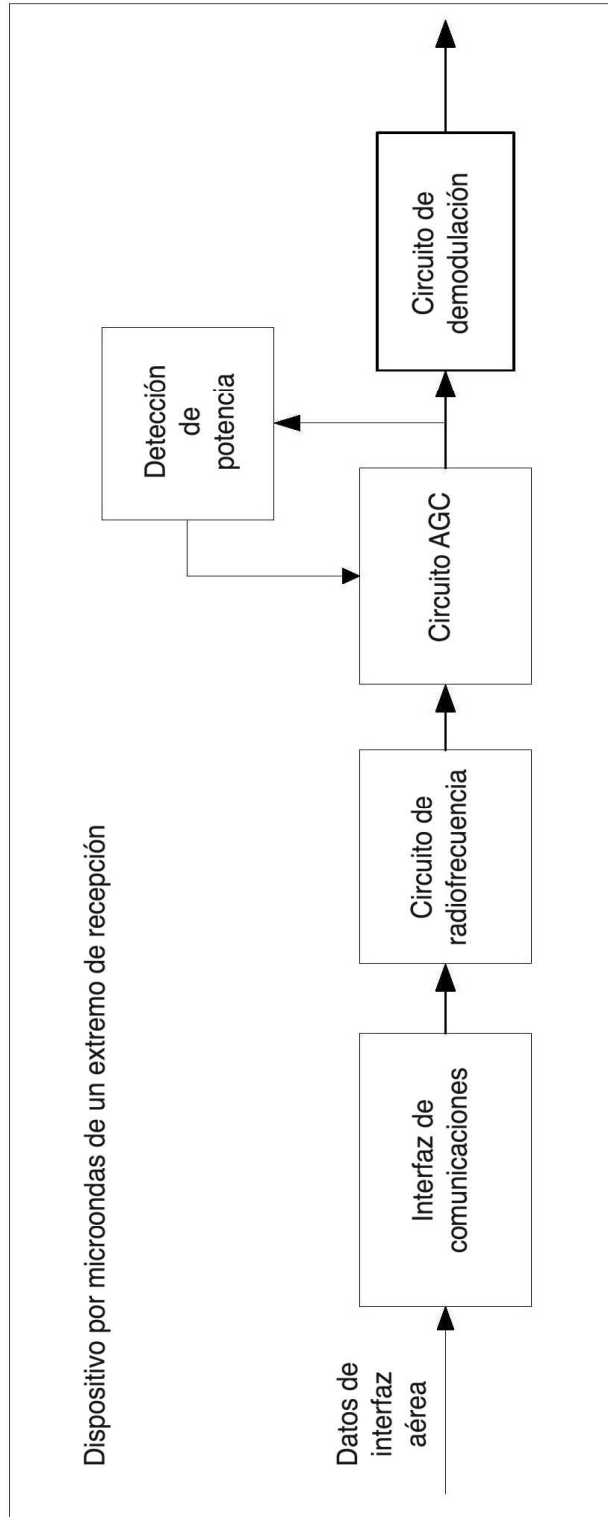 Dispositivo por microondas de un extremo de recepción
Datos de
interfaz
aérea
Interfaz de
comunicaciones
Circuito de
radiofrecuencia
Circuito AGC
Detección
de
potencia
Circuito de
demodulación